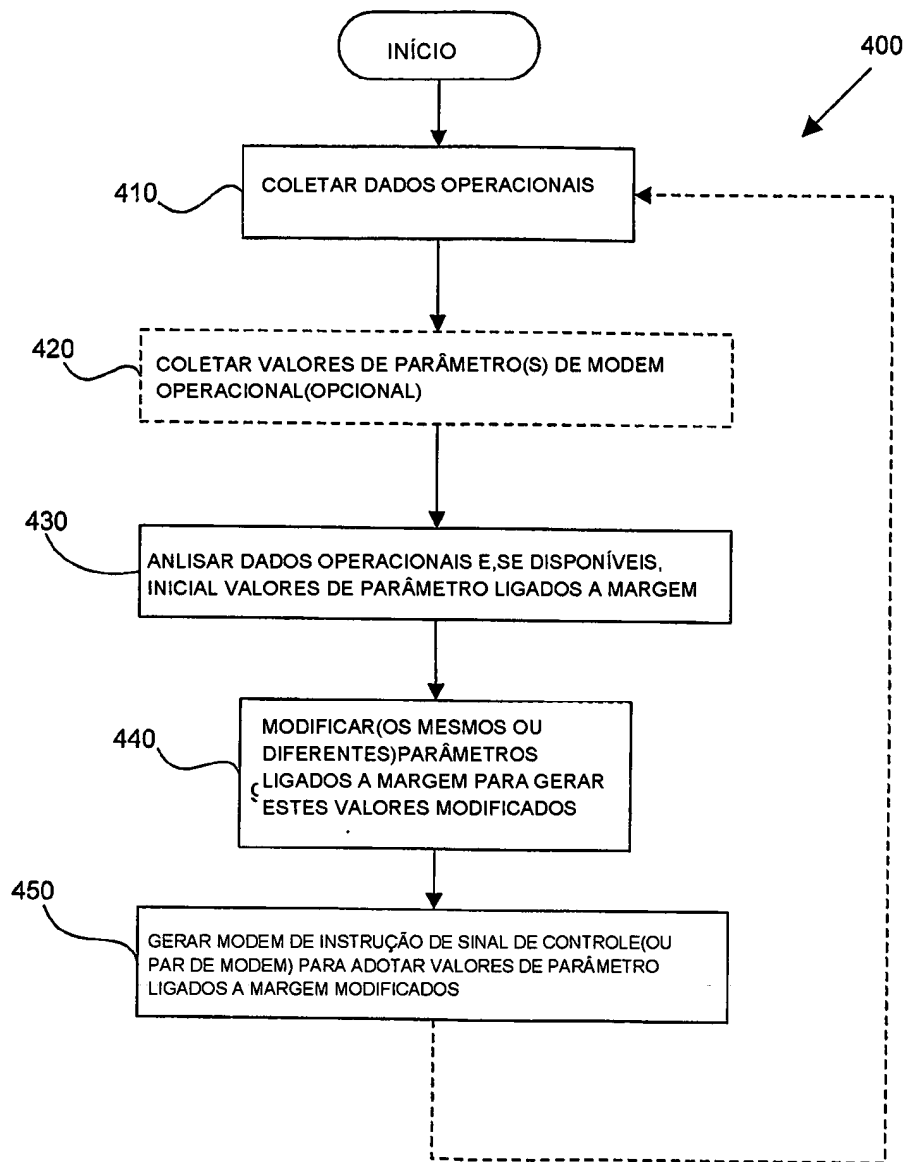 INÍCIO
400
410
COLETAR DADOS OPERACIONAIS
420
COLETAR VALORES DE PARÂMETRO(S) DE MODEM
OPERACIONAL(OPCIONAL)
430
ANLISAR DADOS OPERACIONAIS E,SE DISPONÍVEIS,
INICIAL VALORES DE PARÂMETRO LIGADOS A MARGEM
440
MODIFICAR(OS MESMOS OU
DIFERENTES)PARÂMETROS
LIGADOS A MARGEM PARA GERAR
ESTES VALORES MODIFICADOS
450
GERAR MODEM DE INSTRUÇÃO DE SINAL DE CONTROLE(OU
PAR DE MODEM) PARA ADOTAR VALORES DE PARÂMETRO
LIGADOS A MARGEM MODIFICADOS